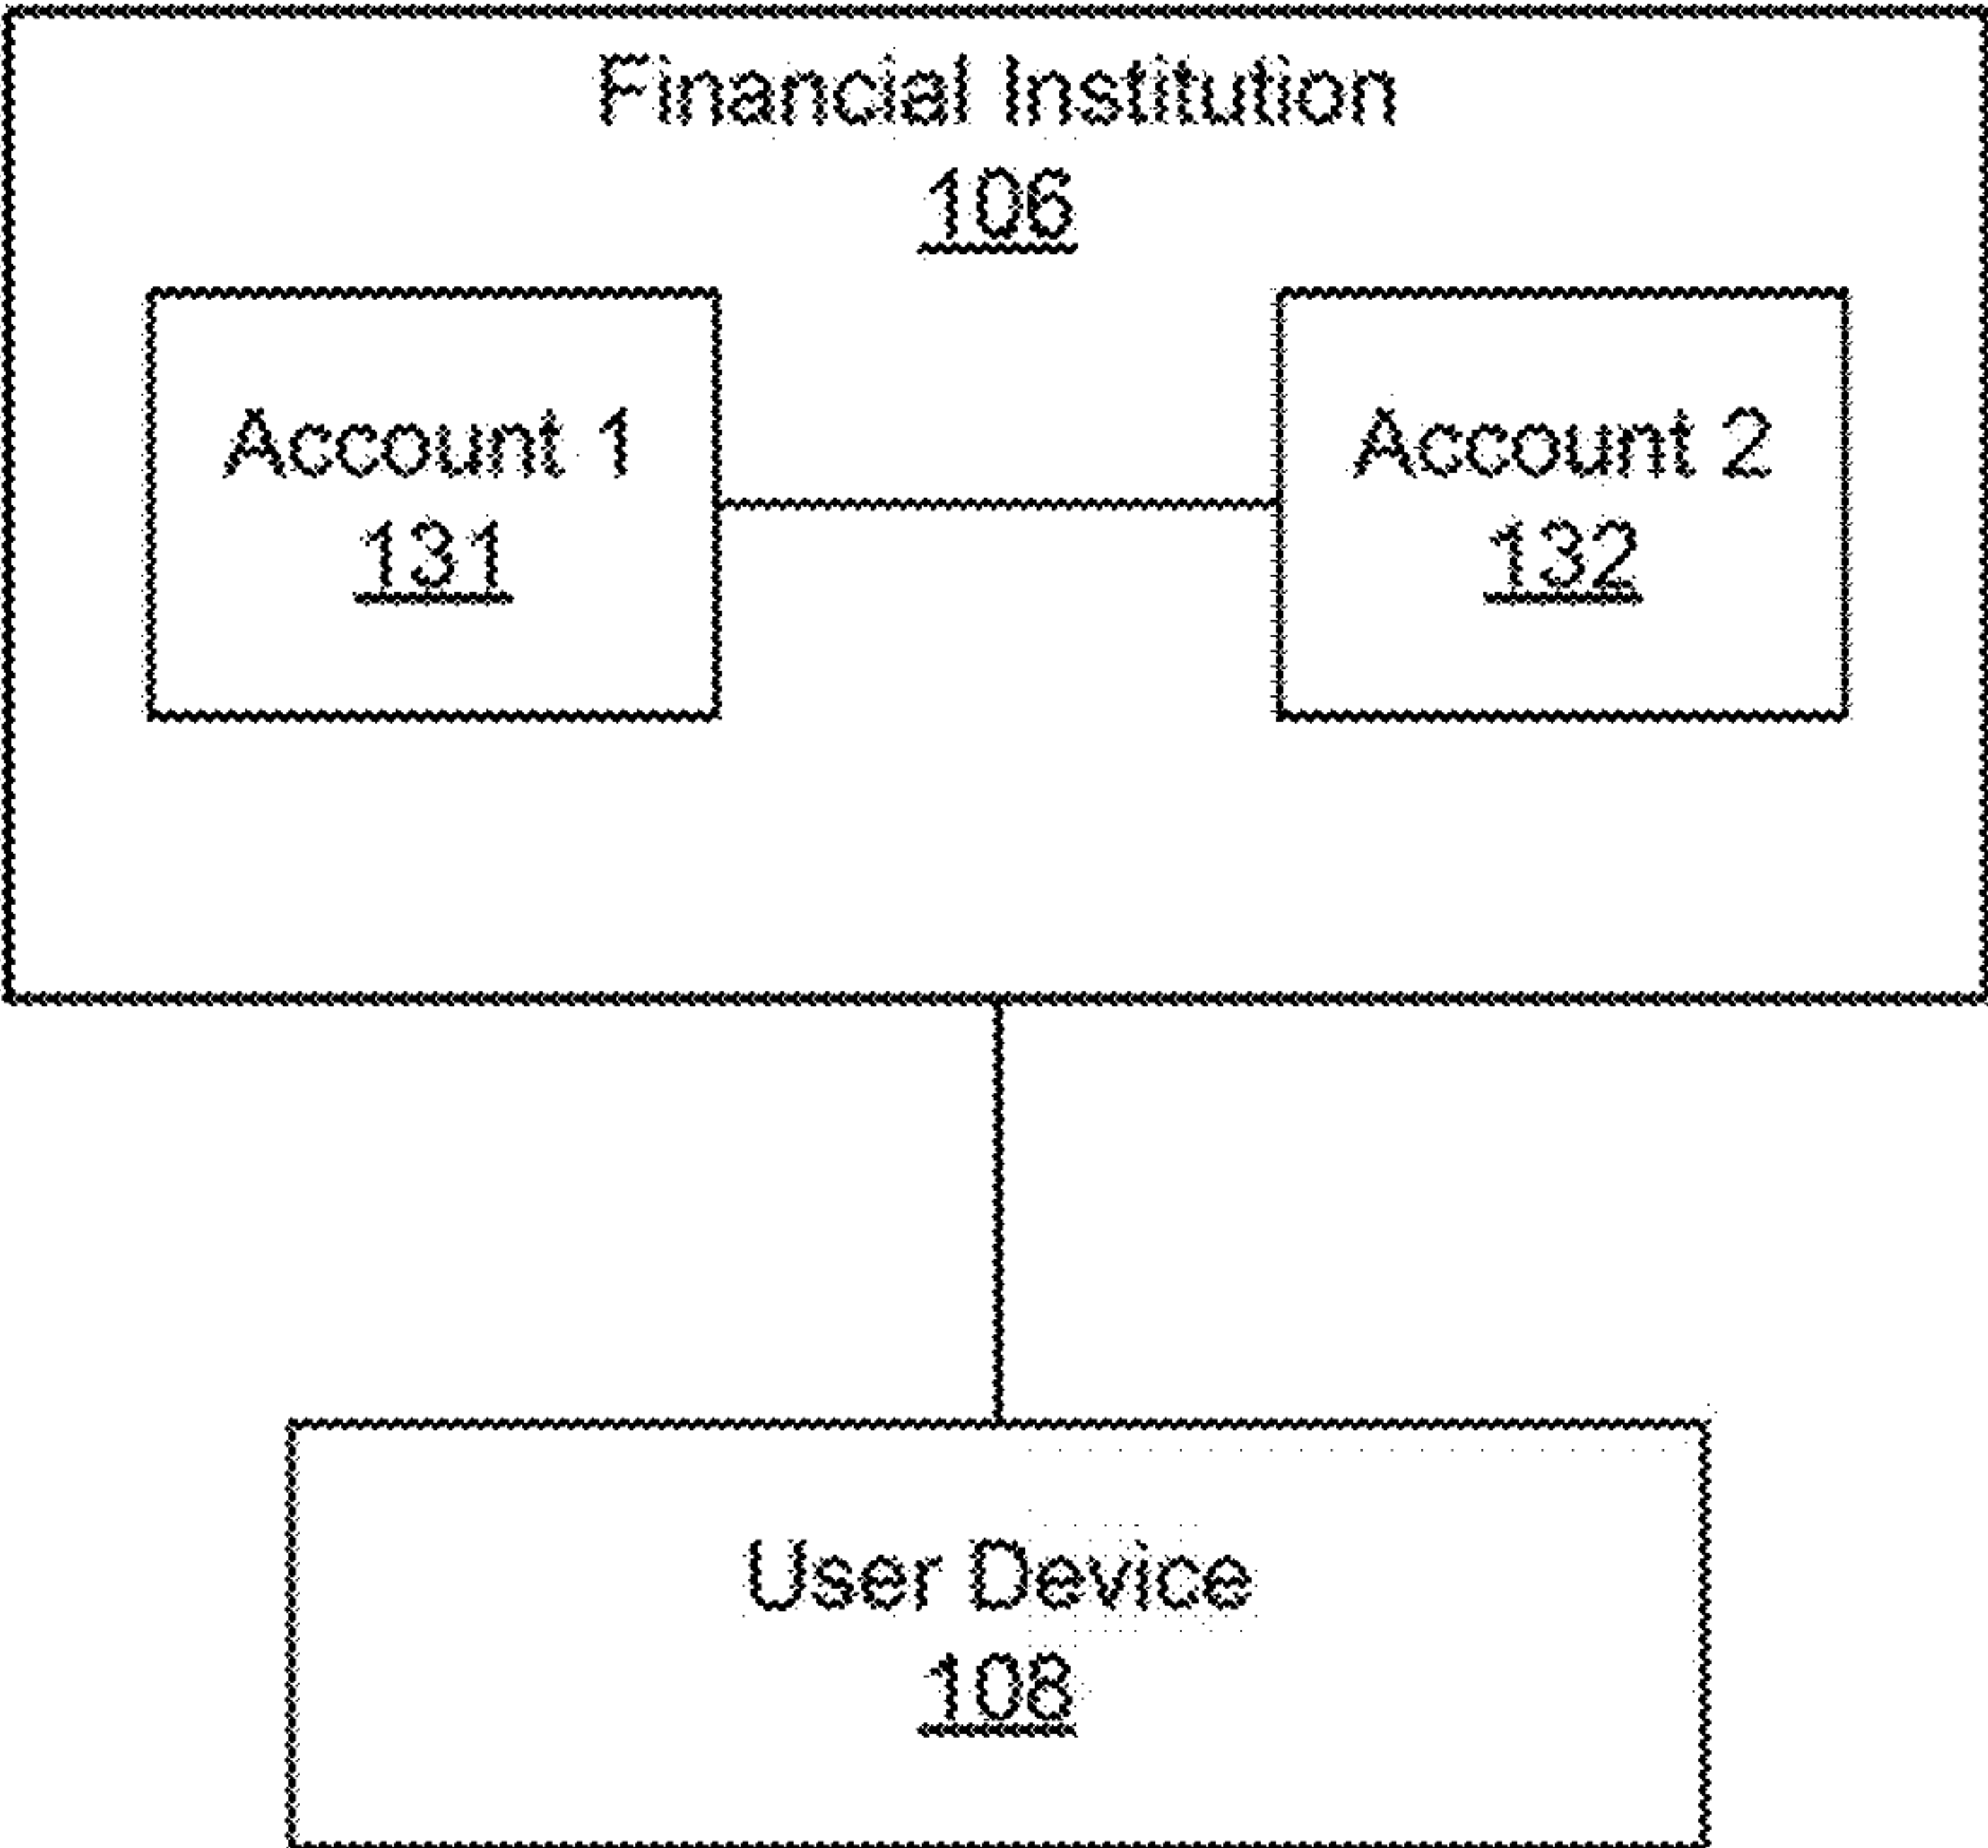 Financial Institution
106
Account 1
131
Account 2
132
User Device
108